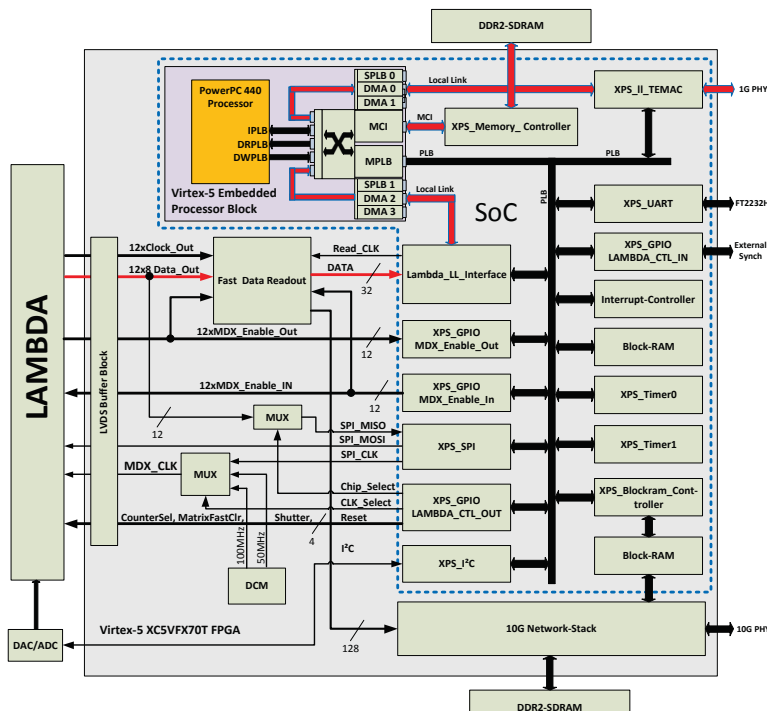 DDR2-SDRAM
PowerPC 440
Processor
IPLB
DRPLB
DWPLB
Virtex-5 Embedded
Processor Block
SPLB 0
DMA 0
DMA 1
MCI
MPLB
SPLB 1
DMA 2
DMA 3
Local Link
MCI
PLB
PLB
Local Link
PLB
SoC
XPS_Memory_ Controller
XPS_ll_TEMAC
1G PHY
XPS_UART
FT2232H
XPS_GPIO
LAMBDA_CTL_IN
External
Synch
Interrupt-Controller
Block-RAM
XPS_Timer0
XPS_Timer1
XPS_Blockram_Cont-
troller
Block-RAM
LAMBDA
LVDS Buffer Block
12xClock_Out
12x8 Data_Out
Fast Data Readout
Read_CLK
DATA
32
Lambda_LL_Interface
12xMDX_Enable_Out
12
XPS_GPIO
MDX_Enable_Out
12xMDX_Enable_IN
12
XPS_GPIO
MDX_Enable_In
12
MUX
SPI_MISO
SPI_MOSI
SPI_CLK
XPS_SPI
MDX_CLK
MUX
Chip_Select
CLK_Select
XPS_GPIO
LAMBDA_CTL_OUT
CounterSel, MatrixFastClr,
Shutter,
4
Reset
100MHz
50MHz
DCM
I²C
XPS_I²C
Virtex-5 XC5VFX70T FPGA
128
10G Network-Stack
10G PHY
DAC/ADC
DDR2-SDRAM